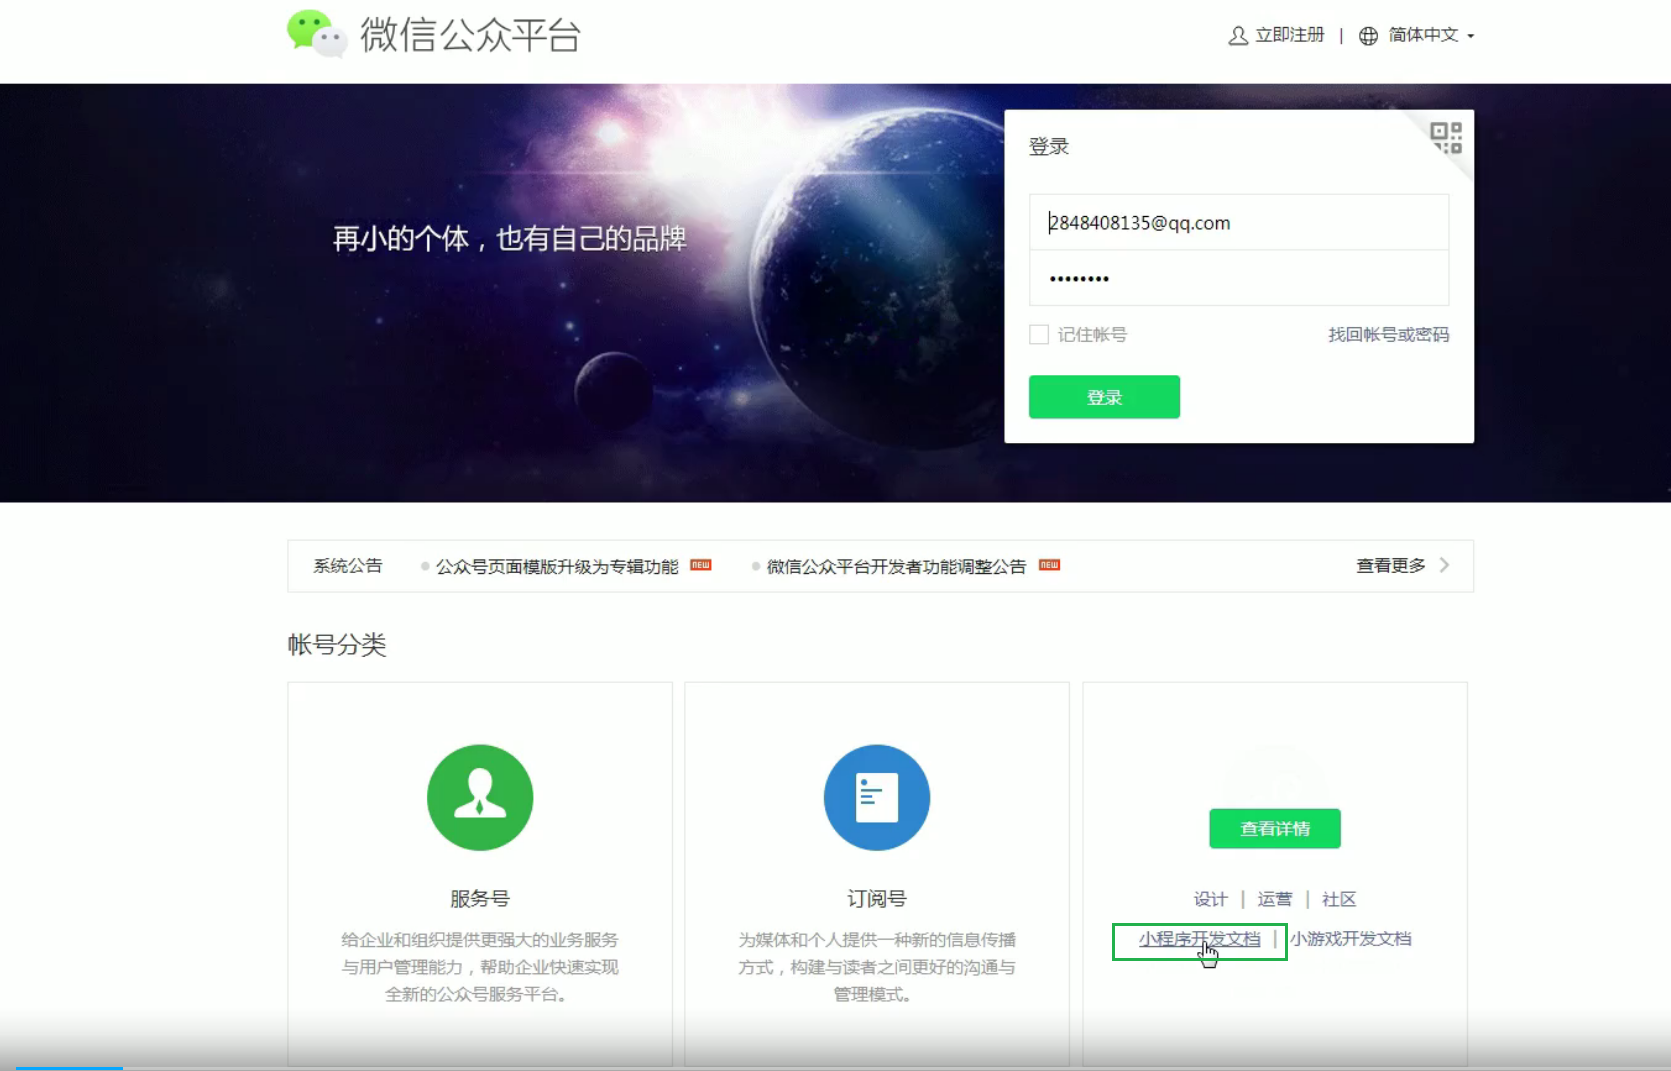 微信公众平台
立即注册 | 简体中文
登录
再小的个体，也有自己的品牌
2848408135@qq.com
••••••••
记住帐号 找回帐号或密码
登录
系统公告 公众号页面模版升级为专辑功能 NEW 微信公众平台开发者功能调整公告 NEW 查看更多
帐号分类
服务号
给企业和组织提供更强大的业务服务
与用户管理能力，帮助企业快速实现
全新的公众号服务平台。
订阅号
为媒体和个人提供一种新的信息传播
方式，构建与读者之间更好的沟通与
管理模式。
查看详情
设计 | 运营 | 社区
小程序开发文档 | 小游戏开发文档